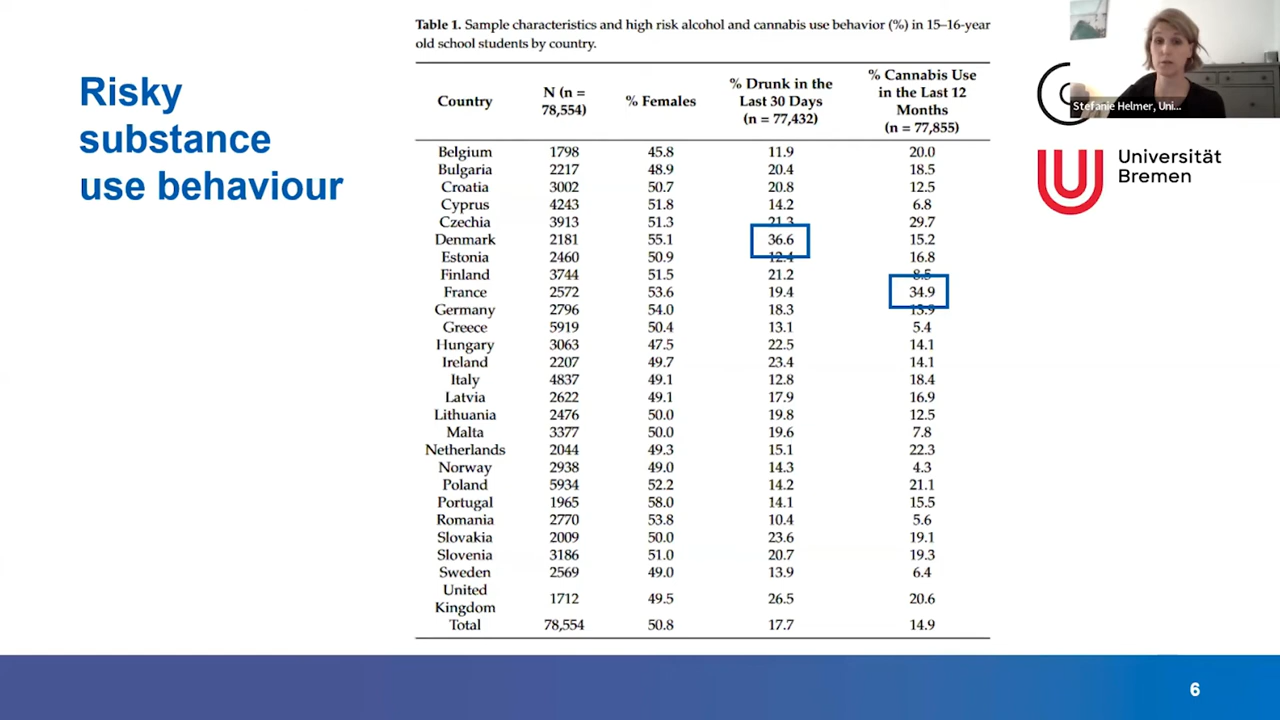 Risky
substance
use behaviour
Table 1. Sample characteristics and high risk alcohol and cannabis use behavior (%) in 15–16-year
old school students by country.
Country N (n = 78,554) % Females % Drunk in the Last 30 Days (n = 77,432) % Cannabis Use in the Last 12 Months (n = 77,855)
Belgium 1798 45.8 11.9 20.0
Bulgaria 2217 48.9 20.4 18.5
Croatia 3002 50.7 20.8 12.5
Cyprus 4243 51.8 14.2 6.8
Czechia 3913 51.3 21.3 29.7
Denmark 2181 55.1 36.6 15.2
Estonia 2460 50.9 12.4 16.8
Finland 3744 51.5 21.2 8.5
France 2572 53.6 19.4 34.9
Germany 2796 54.0 18.3 13.9
Greece 5919 50.4 13.1 5.4
Hungary 3063 47.5 22.5 14.1
Ireland 2207 49.7 23.4 14.1
Italy 4837 49.1 12.8 18.4
Latvia 2622 49.1 17.9 16.9
Lithuania 2476 50.0 19.8 12.5
Malta 3377 50.0 19.6 7.8
Netherlands 2044 49.3 15.1 22.3
Norway 2938 49.0 14.3 4.3
Poland 5934 52.2 14.2 21.1
Portugal 1965 58.0 14.1 15.5
Romania 2770 53.8 10.4 5.6
Slovakia 2009 50.0 23.6 19.1
Slovenia 3186 51.0 20.7 19.3
Sweden 2569 49.0 13.9 6.4
United Kingdom 1712 49.5 26.5 20.6
Total 78,554 50.8 17.7 14.9
Stefanie Helmer, Uni...
Universität
Bremen
6